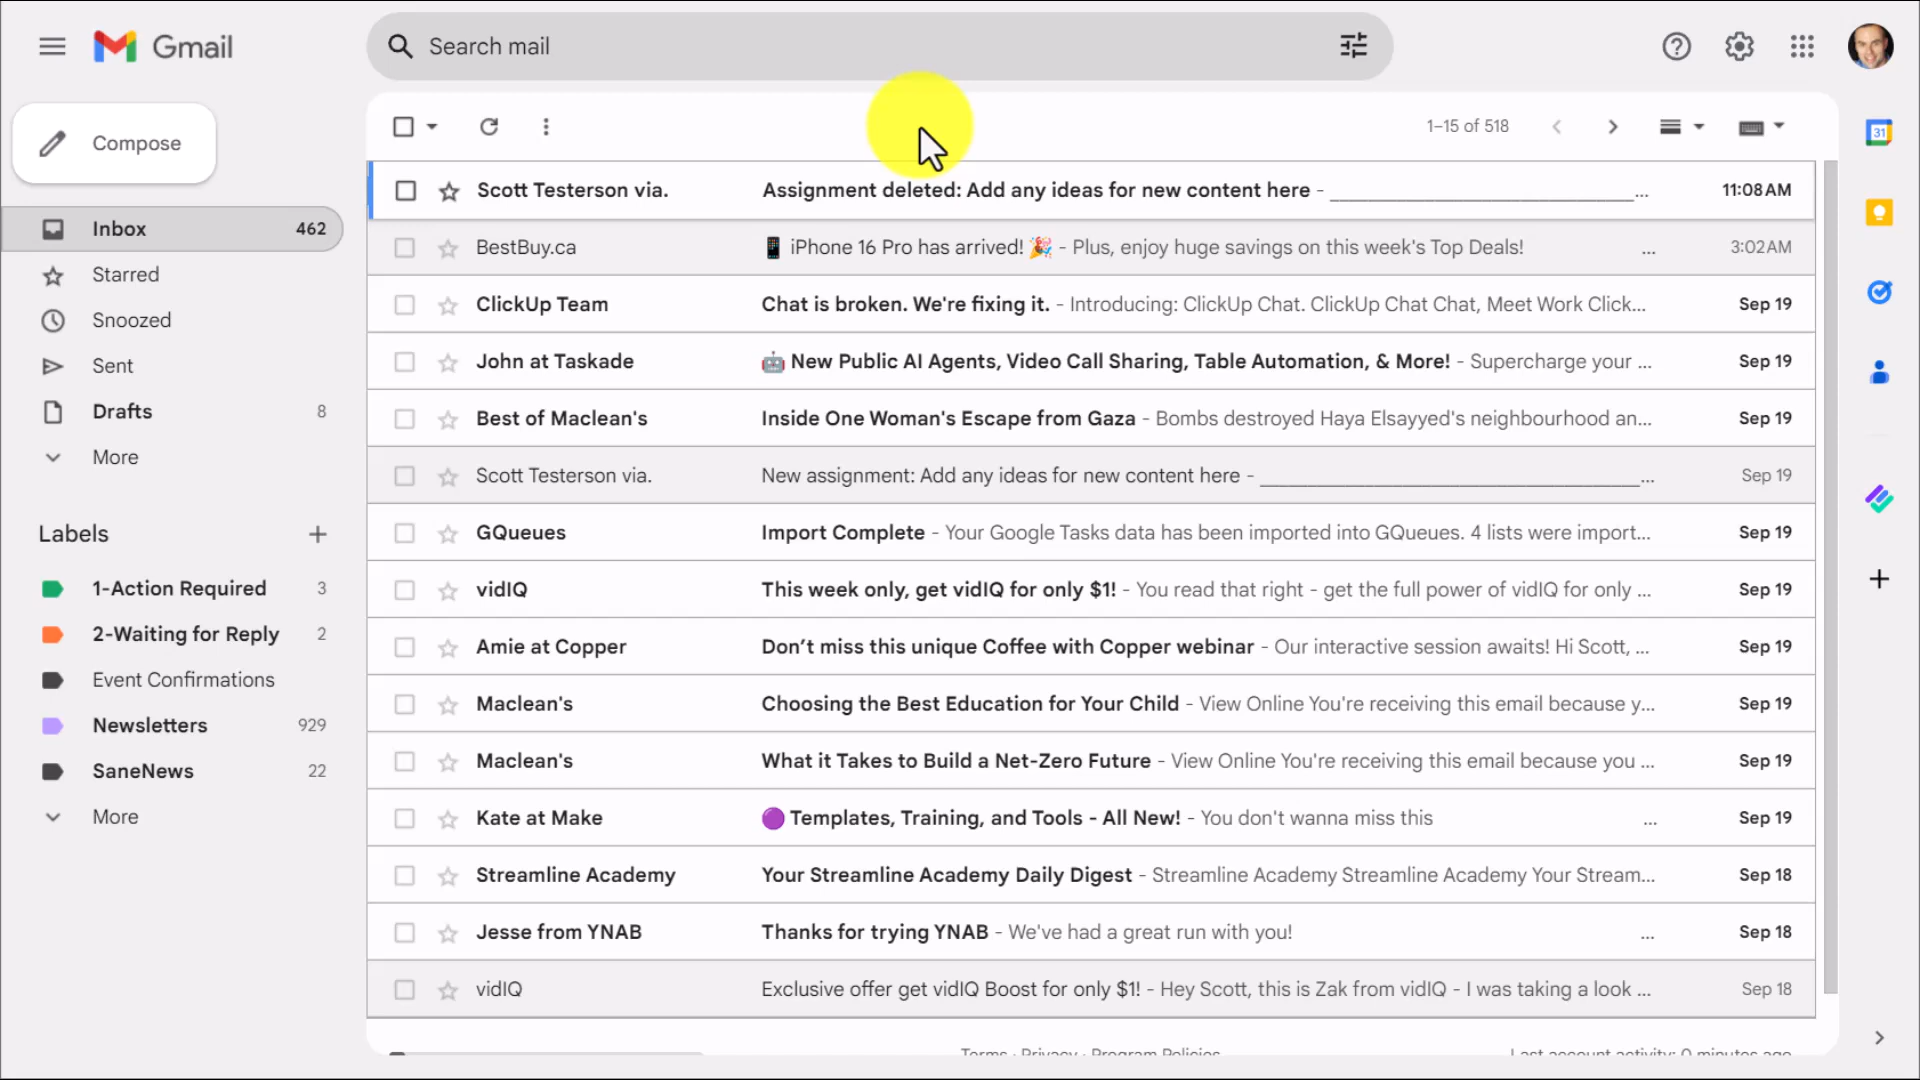 Gmail
Search mail
Compose
1–15 of 518
Inbox 462
Starred
Snoozed
Sent
Drafts 8
More
Labels
1-Action Required 3
2-Waiting for Reply 2
Event Confirmations
Newsletters 929
SaneNews 22
More
Scott Testerson via. Assignment deleted: Add any ideas for new content here - ... 11:08 AM
BestBuy.ca 📱 iPhone 16 Pro has arrived! 🎉 - Plus, enjoy huge savings on this week's Top Deals! ... 3:02 AM
ClickUp Team Chat is broken. We're fixing it. - Introducing: ClickUp Chat. ClickUp Chat Chat, Meet Work Click... Sep 19
John at Taskade 🤖 New Public AI Agents, Video Call Sharing, Table Automation, & More! - Supercharge your ... Sep 19
Best of Maclean's Inside One Woman's Escape from Gaza - Bombs destroyed Haya Elsayyed's neighbourhood an... Sep 19
Scott Testerson via. New assignment: Add any ideas for new content here - ... Sep 19
GQueues Import Complete - Your Google Tasks data has been imported into GQueues. 4 lists were import... Sep 19
vidIQ This week only, get vidIQ for only $1! - You read that right - get the full power of vidIQ for only ... Sep 19
Amie at Copper Don’t miss this unique Coffee with Copper webinar - Our interactive session awaits! Hi Scott, ... Sep 19
Maclean's Choosing the Best Education for Your Child - View Online You're receiving this email because y... Sep 19
Maclean's What it Takes to Build a Net-Zero Future - View Online You're receiving this email because you ... Sep 19
Kate at Make 🟣 Templates, Training, and Tools - All New! - You don't wanna miss this ... Sep 19
Streamline Academy Your Streamline Academy Daily Digest - Streamline Academy Streamline Academy Your Stream... Sep 18
Jesse from YNAB Thanks for trying YNAB - We've had a great run with you! ... Sep 18
vidIQ Exclusive offer get vidIQ Boost for only $1! - Hey Scott, this is Zak from vidIQ - I was taking a look ... Sep 18
Terms · Privacy · Program Policies
Last account activity: 0 minutes ago
31